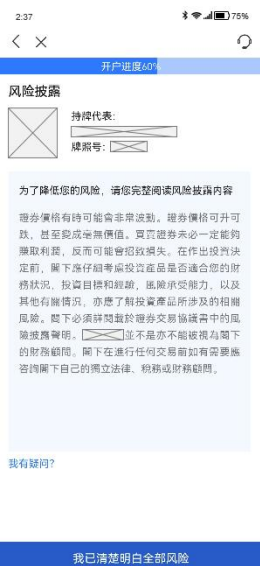 2:37
75%
开户进度60%
风险披露
持牌代表：
牌照号：
为了降低您的风险，请您完整阅读风险披露内容
證券價格有時可能會非常波動。證券價格可升可
跌，甚至變成毫無價值。買賣證券未必一定能夠
賺取利潤，反而可能會招致損失。在作出投資決
定前，閣下應仔細考慮投資產品是否適合您的財
務狀況、投資目標和經驗，風險承受能力，以及
其他有關情況，亦應了解投資產品所涉及的相關
風險。閣下必須詳閱載於證券交易協議書中的風
險披露聲明。並不是亦不能被視為閣下
的財務顧問。閣下在進行任何交易前如有需要應
咨詢閣下自己的獨立法律、稅務或財務顧問。
我有疑问？
我已清楚明白全部风险